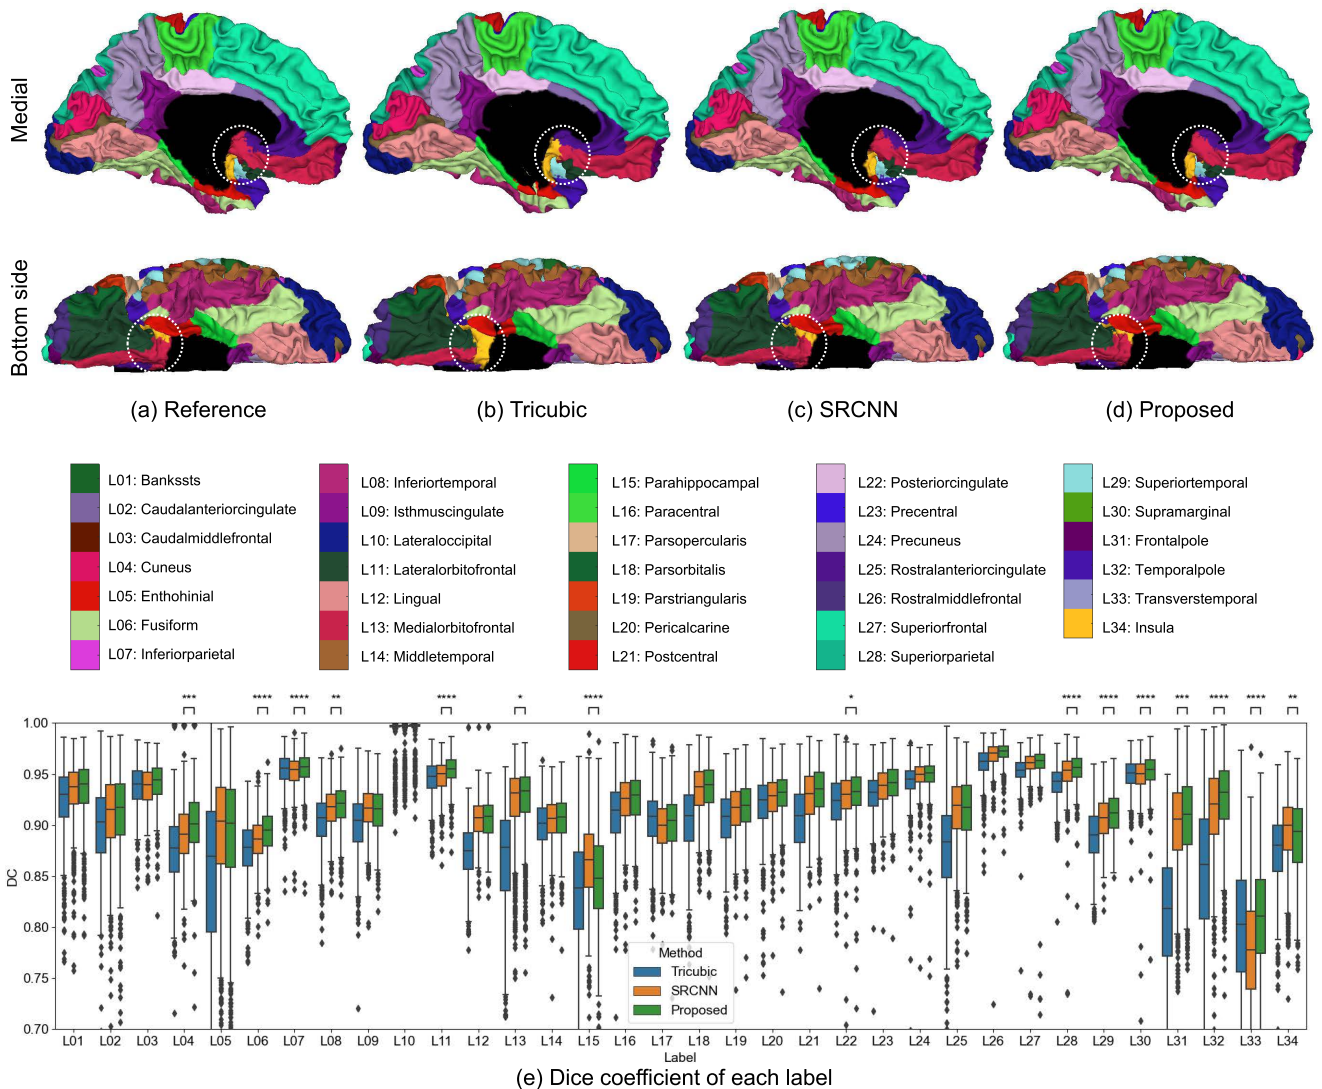 Medial
Bottom side
(a) Reference
(b) Tricubic
(c) SRCNN
(d) Proposed
L01: Bankssts
L02: Caudalanteriorcingulate
L03: Caudalmiddlefrontal
L04: Cuneus
L05: Enthohinial
L06: Fusiform
L07: Inferiorparietal
L08: Inferiortemporal
L09: Isthmuscingulate
L10: Lateraloccipital
L11: Lateralorbitofrontal
L12: Lingual
L13: Medialorbitofrontal
L14: Middletemporal
L15: Parahippocampal
L16: Paracentral
L17: Parsopercularis
L18: Parsorbitalis
L19: Parstriangularis
L20: Pericalcarine
L21: Postcentral
L22: Posteriorcingulate
L23: Precentral
L24: Precuneus
L25: Rostralanteriorcingulate
L26: Rostralmiddlefrontal
L27: Superiorfrontal
L28: Superiorparietal
L29: Superiortemporal
L30: Supramarginal
L31: Frontalpole
L32: Temporalpole
L33: Transverstemporal
L34: Insula
*** **** **** ** **** * **** * **** **** **** *** **** **** **
1.00
0.95
0.90
0.85
0.80
0.75
0.70
DC
Method
Tricubic
SRCNN
Proposed
L01 L02 L03 L04 L05 L06 L07 L08 L09 L10 L11 L12 L13 L14 L15 L16 L17 L18 L19 L20 L21 L22 L23 L24 L25 L26 L27 L28 L29 L30 L31 L32 L33 L34
Label
(e) Dice coefficient of each label